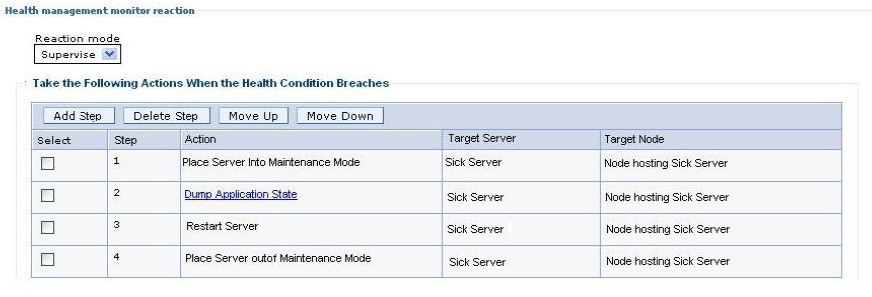 Health management monitor reaction
Reaction mode
Supervise
Take the Following Actions When the Health Condition Breaches
Add Step Delete Step Move Up Move Down
Select Step Action Target Server Target Node
1 Place Server Into Maintenance Mode Sick Server Node hosting Sick Server
2 Dump Application State Sick Server Node hosting Sick Server
3 Restart Server Sick Server Node hosting Sick Server
4 Place Server outof Maintenance Mode Sick Server Node hosting Sick Server